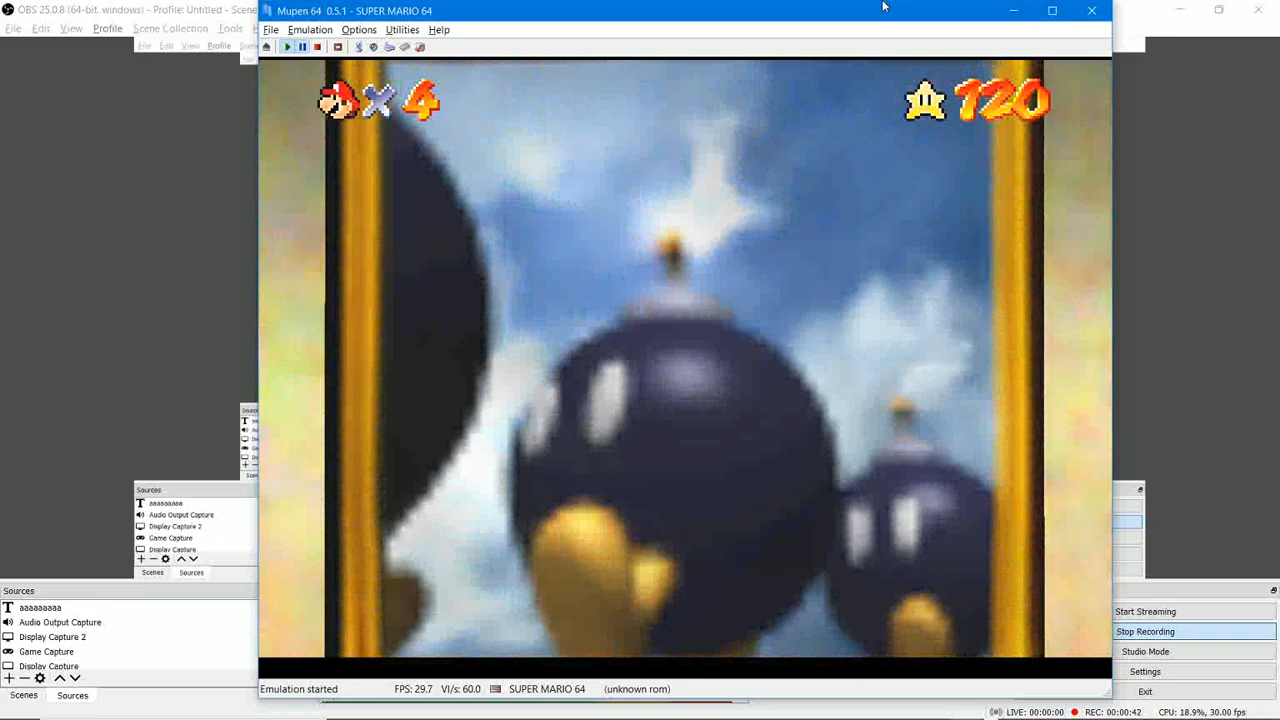 OBS 25.0.8 (64-bit, windows) - Profile: Untitled - Scene
File Edit View Profile Scene Collection Tools
File Edit View Profile
Mupen 64 0.5.1 - SUPER MARIO 64
File Emulation Options Utilities Help
× 4
120
Sources
aaaaaaaaa
Audio Output Capture
Display Capture 2
Game Capture
Display Capture
Scenes Sources
Sources
aaaaaaaaa
Audio Output Capture
Display Capture 2
Game Capture
Display Capture
Scenes Sources
Start Streaming
Stop Recording
Studio Mode
Settings
Exit
Emulation started FPS: 29.7 VI/s: 60.0 SUPER MARIO 64 (unknown rom)
LIVE: 00:00:00 REC: 00:00:42 CPU: 18.9%, 30.00 fps